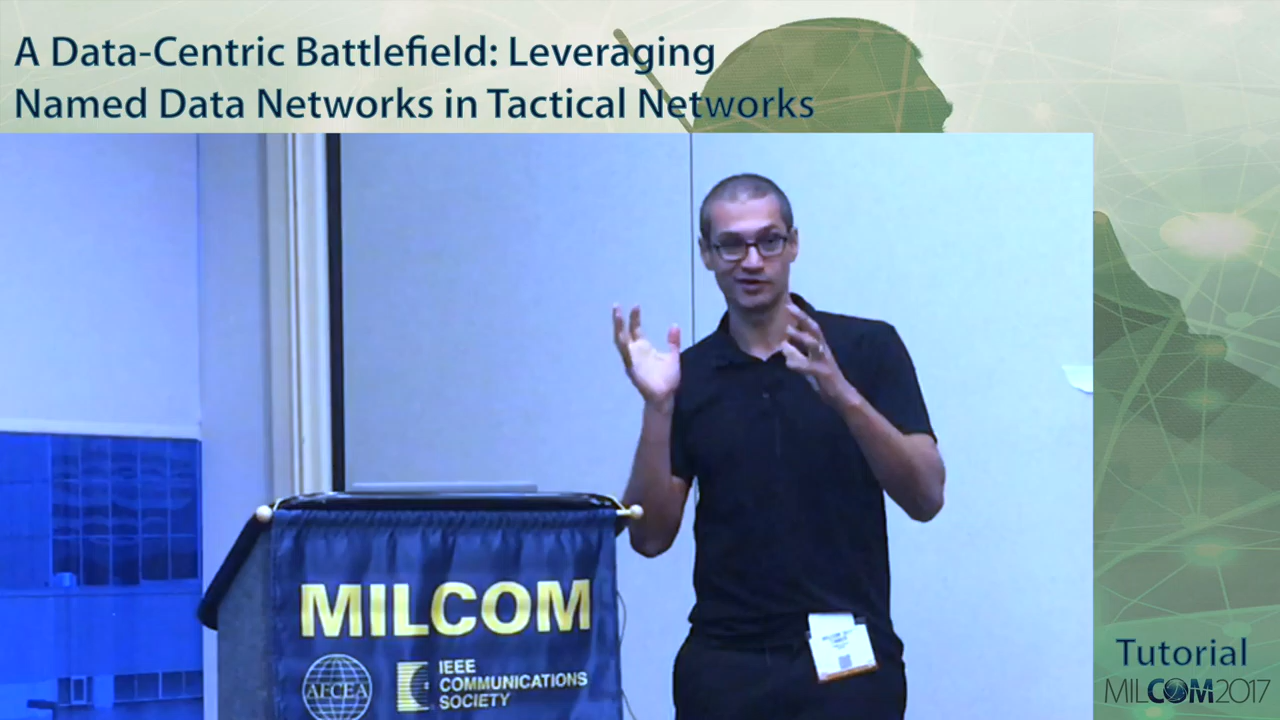 A Data-Centric Battlefield: Leveraging
Named Data Networks in Tactical Networks
MILCOM
AFCEA
IEEE
COMMUNICATIONS
SOCIETY
Tutorial
MILCOM2017